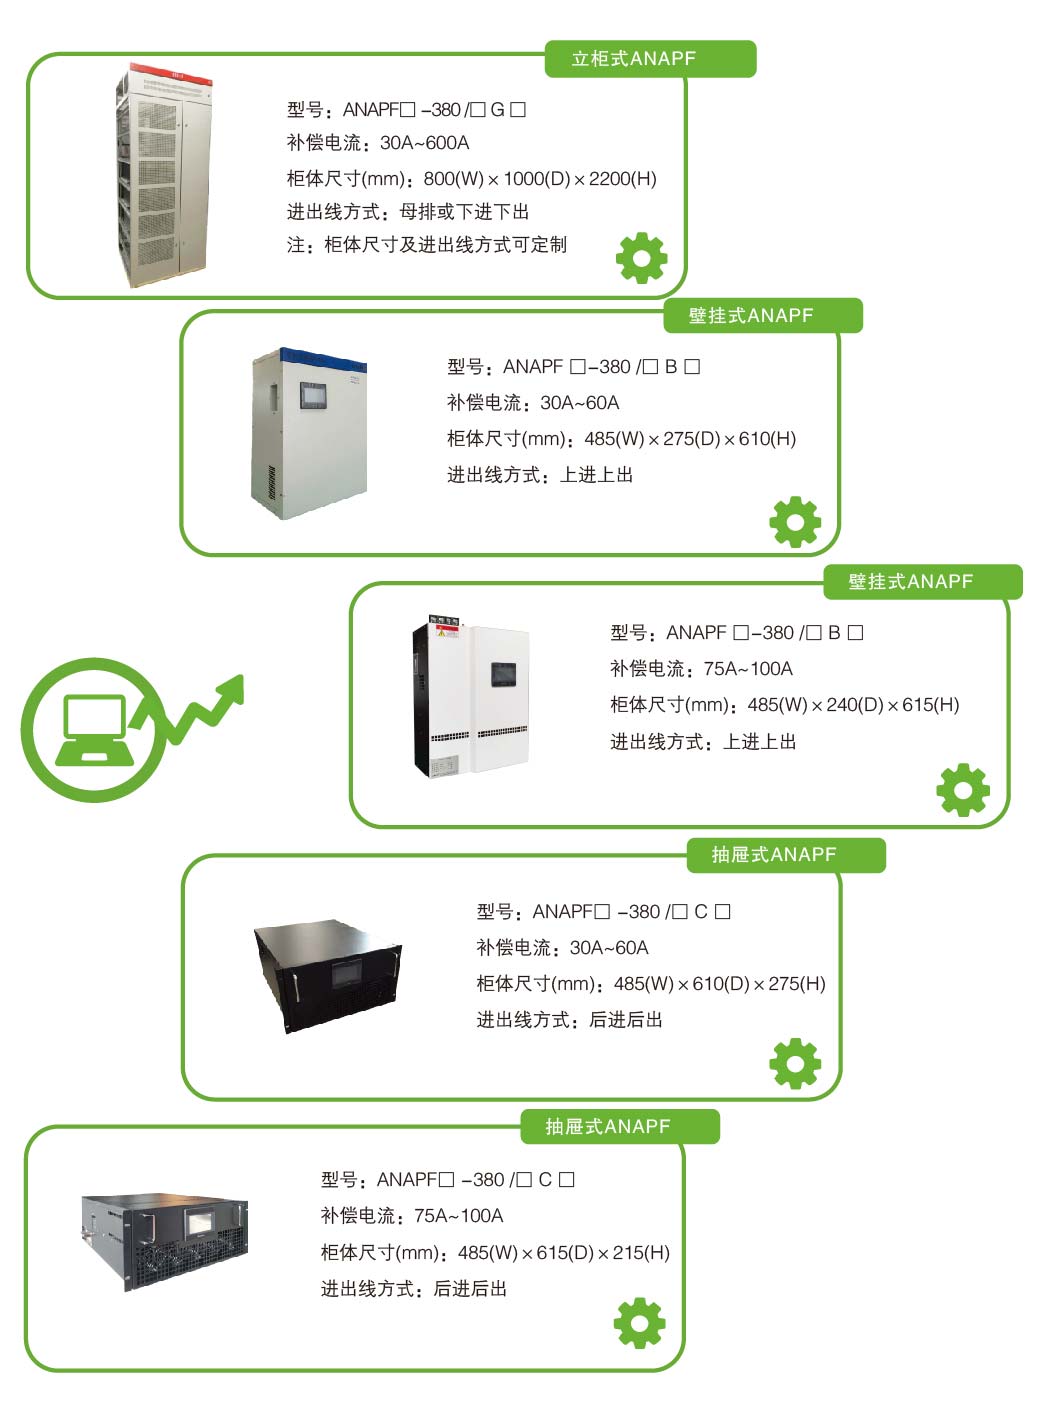 立柜式ANAPF
型号：ANAPF□ -380 /□ G □
补偿电流：30A~600A
柜体尺寸(mm)：800(W)×1000(D)×2200(H)
进出线方式：母排或下进下出
注：柜体尺寸及进出线方式可定制
壁挂式ANAPF
型号：ANAPF □-380 /□ B □
补偿电流：30A~60A
柜体尺寸(mm)：485(W)×275(D)×610(H)
进出线方式：上进上出
壁挂式ANAPF
型号：ANAPF □-380 /□ B □
补偿电流：75A~100A
柜体尺寸(mm)：485(W)×240(D)×615(H)
进出线方式：上进上出
抽屉式ANAPF
型号：ANAPF□ -380 /□ C □
补偿电流：30A~60A
柜体尺寸(mm)：485(W)×610(D)×275(H)
进出线方式：后进后出
抽屉式ANAPF
型号：ANAPF□ -380 /□ C □
补偿电流：75A~100A
柜体尺寸(mm)：485(W)×615(D)×215(H)
进出线方式：后进后出